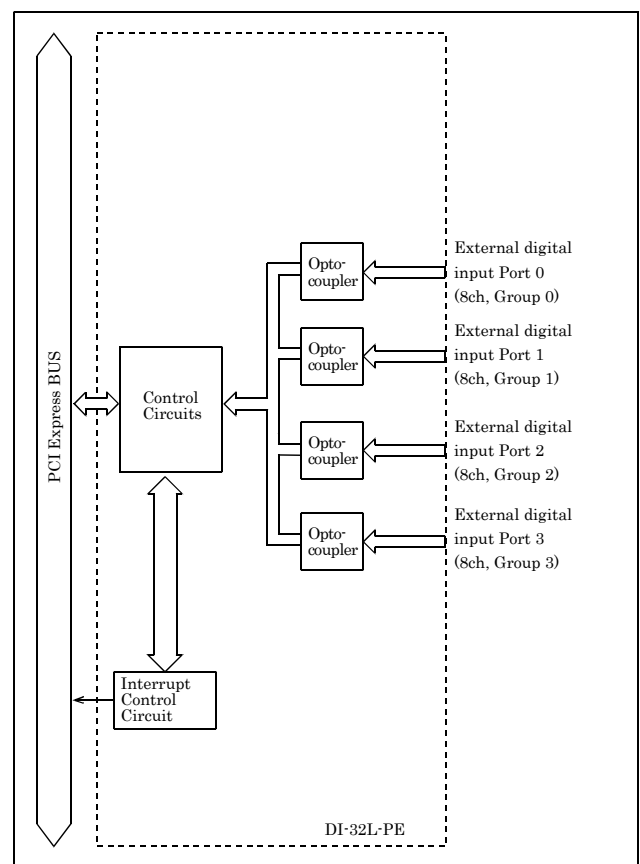 PCI Express BUS
Control
Circuits
Interrupt
Control
Circuit
Opto-
coupler
Opto-
coupler
Opto-
coupler
Opto-
coupler
External digital
input Port 0
(8ch, Group 0)
External digital
input Port 1
(8ch, Group 1)
External digital
input Port 2
(8ch, Group 2)
External digital
input Port 3
(8ch, Group 3)
DI-32L-PE